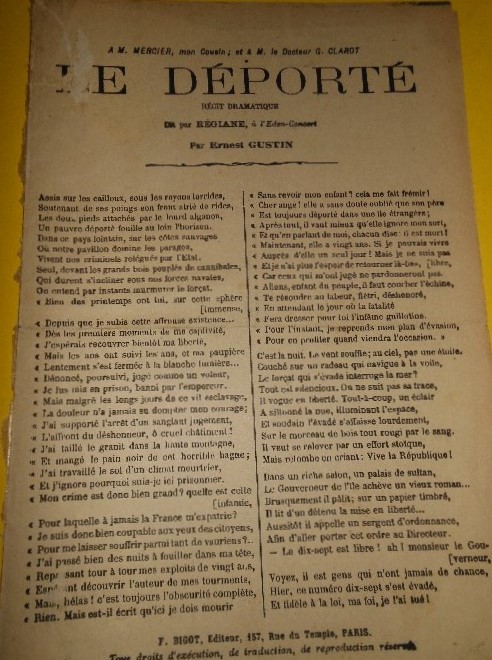 A M. MERCIER, mon Cousin; et à M. le Docteur G. CLAROT
LE DÉPORTÉ
RÉCIT DRAMATIQUE
Dit par RÉGIANE, à l'Eden-Concert
Par Ernest GUSTIN
Assis sur les cailloux, sous les rayons torrides,
Soutenant de ses poings son front strié de rides,
Les deux pieds attachés par le lourd alganon,
Un pauvre déporté fouille au loin l'horizon.
Dans ce pays lointain, sur les côtes sauvages
Où notre pavillon domine les parages,
Vivent nos criminels relégués par l'Etat.
Seul, devant les grands bois peuplés de cannibales,
Qui durent s'incliner sous nos forces navales,
On entend par instants murmurer le forçat.
« Bien des printemps ont lui, sur cette sphère
[immense,
« Depuis que je subis cette affreuse existence...
« Dès les premiers moments de ma captivité,
« J'espérais recouvrer bientôt ma liberté,
« Mais les ans ont suivi les ans, et ma paupière
« Lentement s'est fermée à la blanche lumière...
« Dénoncé, poursuivi, jugé comme un voleur,
« Je fus mis en prison, banni par l'empereur.
« Mais malgré les longs jours de ce vil esclavage,
« La douleur n'a jamais su dompter mon courage;
« J'ai supporté l'arrêt d'un sanglant jugement,
« L'affront du déshonneur, ô cruel châtiment!
« J'ai taillé le granit dans la haute montagne,
« Et mangé le pain noir de cet horrible bagne;
« J'ai travaillé le sol d'un climat meurtrier,
« Et j'ignore pourquoi suis-je ici prisonnier.
« Mon crime est donc bien grand? quelle est celle
[infamie,
« Pour laquelle à jamais la France m'expatrie?
« Je suis donc bien coupable aux yeux des citoyens,
« Pour me laisser souffrir parmi tant de vauriens?..
« J'ai passé bien des nuits à fouiller dans ma tête,
« Repassant tour à tour mes exploits de vingt ans,
« Espérant découvrir l'auteur de mes tourments,
« Mais, hélas! c'est toujours l'obscurité complète,
« Rien. Mais est-il écrit qu'ici je dois mourir
« Sans revoir mon enfant? cela me fait frémir!
« Cher ange! elle a sans doute oublié que son père
« Est toujours déporté dans une île étrangère;
« Après tout, il vaut mieux qu'elle ignore mon sort,
« Et qu'en parlant de moi, chacun dise: il est mort!
« Maintenant, elle a vingt ans. Si je pouvais vivre
« Auprès d'elle un seul jour! Mais je ne suis pas
« Et je n'ai plus l'espoir de retourner là-bas, [libre,
« Car ceux qui m'ont jugé ne pardonneront pas.
« Allons, enfant du peuple, il faut courber l'échine,
« Te résoudre au labeur, flétri, déshonoré,
« En attendant le jour où la fatalité
« Fera dresser pour toi l'infâme guillotine.
« Pour l'instant, je reprends mon plan d'évasion,
« Pour en profiter quand viendra l'occasion. »
C'est la nuit. Le vent souffle; au ciel, pas une étoile.
Couché sur un radeau qui navigue à la voile,
Le forçat qui s'évade interroge la mer?
Tout est silencieux. On ne suit pas sa trace,
Il vogue en liberté. Tout-à-coup, un éclair
A sillonné la nue, illuminant l'espace,
Et soudain l'évadé s'affaisse lourdement,
Sur le morceau de bois tout rougi par le sang.
Il veut se relever par un effort stoïque,
Mais retombe en criant: Vive la République!
Dans un riche salon, un palais de sultan,
Le Gouverneur de l'île achève un vieux roman...
Brusquement il pâlit; sur un papier timbré,
Il lit d'un détenu la mise en liberté...
Aussitôt il appelle un sergent d'ordonnance,
Afin d'aller porter cet ordre au Directeur.
— Le dix-sept est libre! ah! monsieur le Gou-
[verneur,
Voyez, il est des gens qui n'ont jamais de chance,
Hier, ce numéro dix-sept s'est évadé,
Et fidèle à la loi, ma foi, je l'ai tué!
F. BIGOT, Editeur, 157, Rue du Temple, PARIS.
Tous droits d'exécution, de traduction, de reproduction réservés